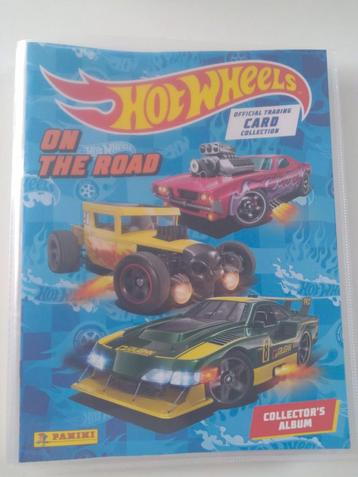 HOT WHEELS
OFFICIAL TRADING
CARD
COLLECTION
ON
THE ROAD
COLLECTOR'S
ALBUM
PANINI